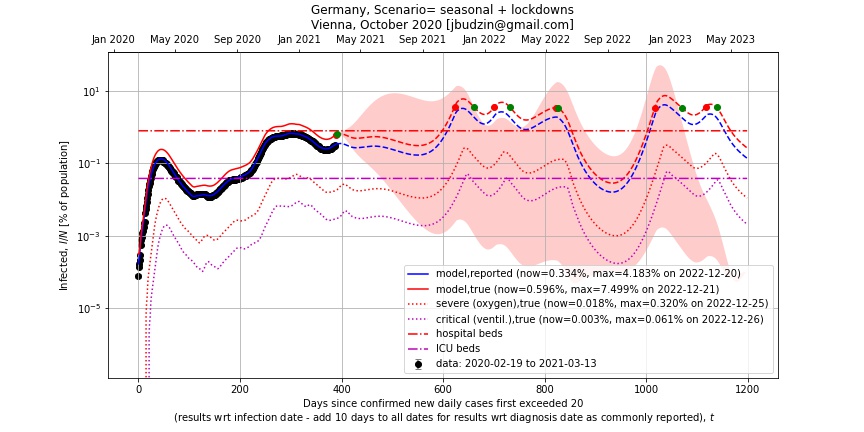 Germany, Scenario= seasonal + lockdowns
Vienna, October 2020 [jbudzin@gmail.com]
Jan 2020 May 2020 Sep 2020 Jan 2021 May 2021 Sep 2021 Jan 2022 May 2022 Sep 2022 Jan 2023 May 2023
10¹
10⁻¹
10⁻³
10⁻⁵
Infected, I/N [% of population]
model,reported (now=0.334%, max=4.183% on 2022-12-20)
model,true (now=0.596%, max=7.499% on 2022-12-21)
severe (oxygen),true (now=0.018%, max=0.320% on 2022-12-25)
critical (ventil.),true (now=0.003%, max=0.061% on 2022-12-26)
hospital beds
ICU beds
data: 2020-02-19 to 2021-03-13
0 200 400 600 800 1000 1200
Days since confirmed new daily cases first exceeded 20
(results wrt infection date - add 10 days to all dates for results wrt diagnosis date as commonly reported), t